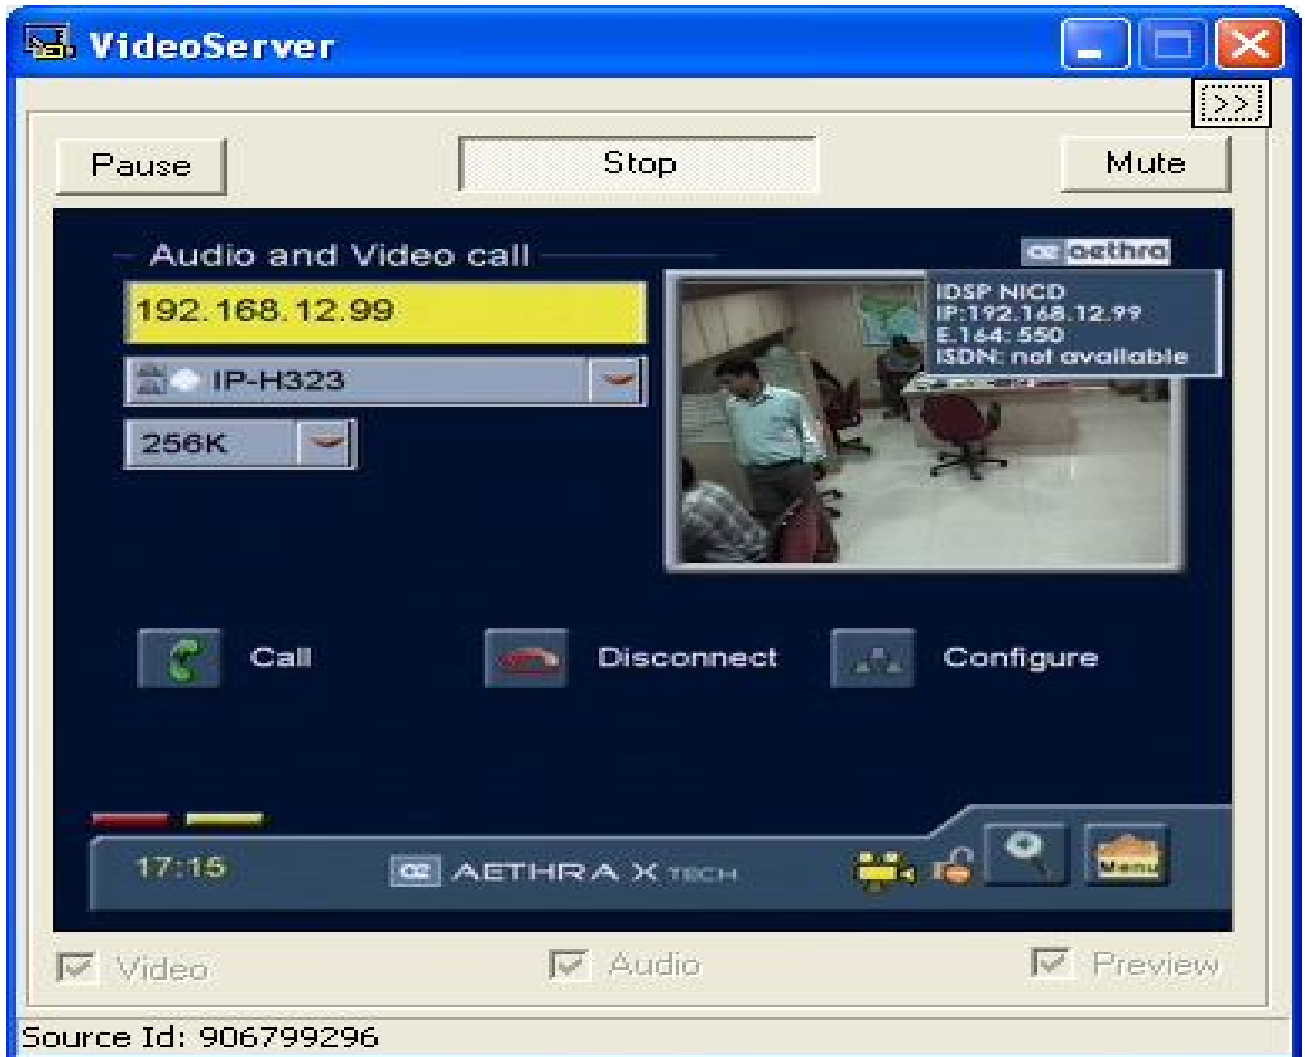 VideoServer
>>
Pause Stop Mute
Audio and Video call
aethra
192.168.12.99
IDSP NICD
IP:192.168.12.99
E.164: 550
ISDN: not available
IP-H323
256K
Call Disconnect Configure
17:15 AETHRA X TECH Menu
Video Audio Preview
Source Id: 906799296